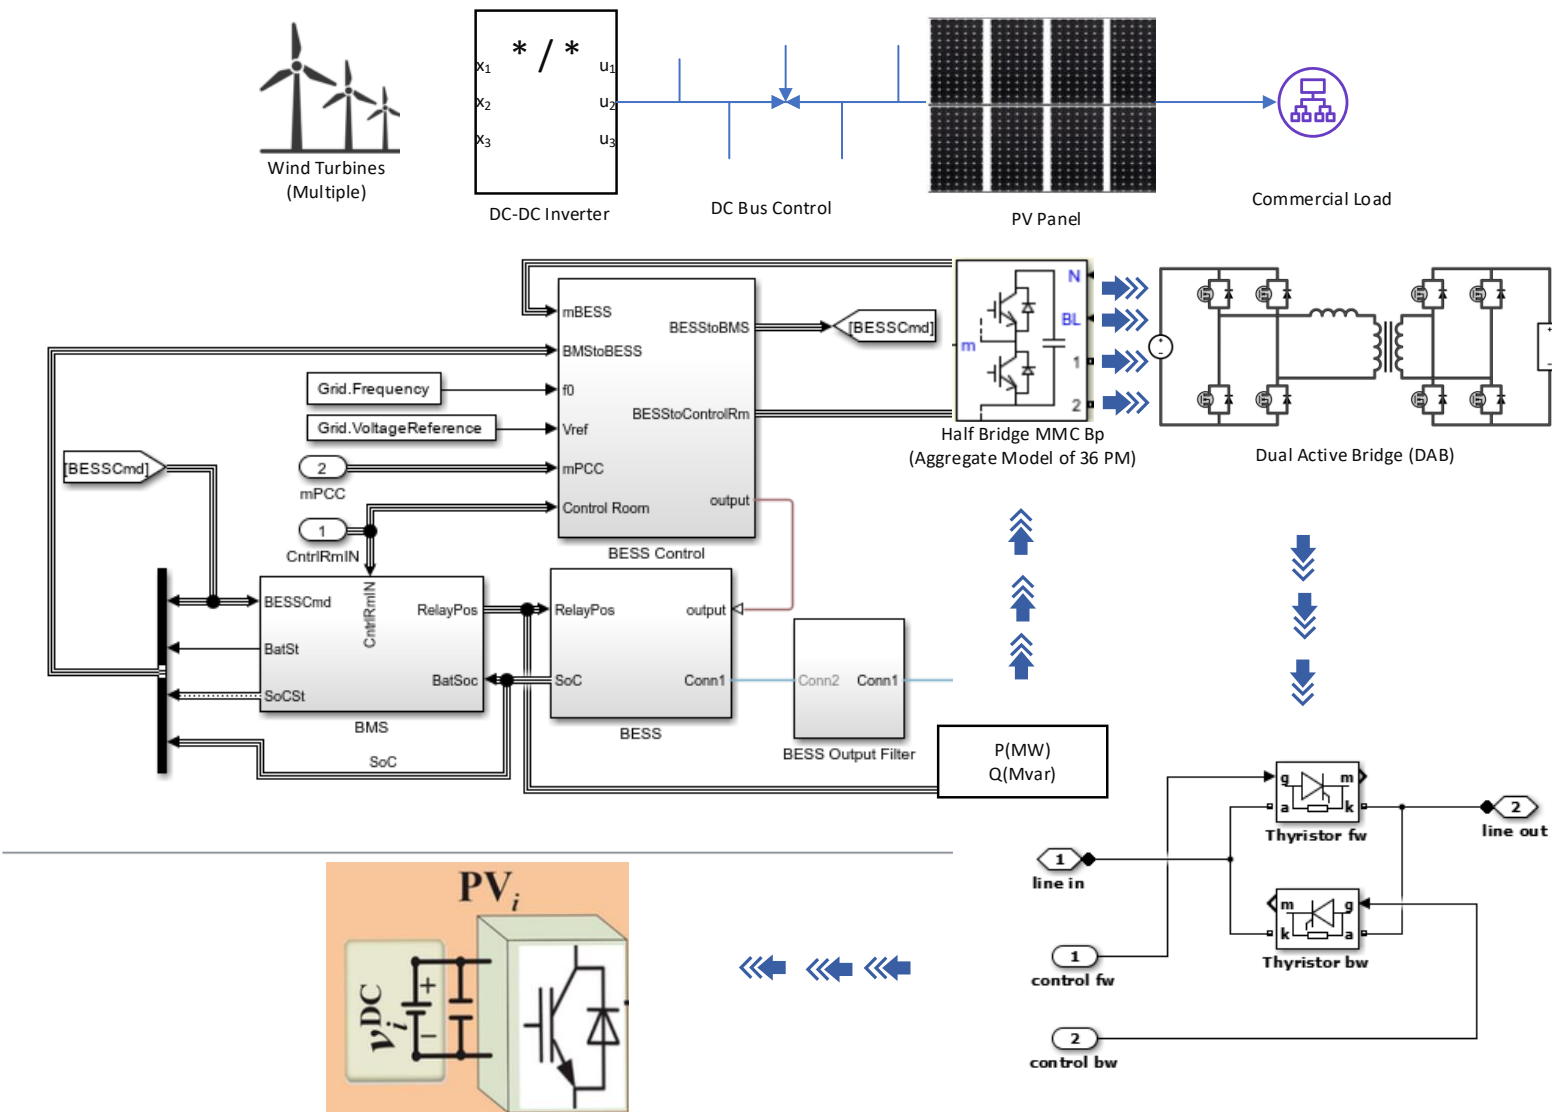 * / *
x1
x2
x3
u1
u2
u3
Wind Turbines
(Multiple)
DC-DC Inverter
DC Bus Control
PV Panel
Commercial Load
mBESS
BMStoBESS
f0
Vref
mPCC
Control Room
BESStoBMS
BESStoControlRm
output
BESS Control
[BESSCmd]
Grid.Frequency
Grid.VoltageReference
2
mPCC
1
CntrlRmIN
[BESSCmd]
N
BL
m
1
2
Half Bridge MMC Bp
(Aggregate Model of 36 PM)
+
-
+
-
Dual Active Bridge (DAB)
BESSCmd
BatSt
SoCSt
CntrlRmIN
RelayPos
BatSoc
BMS
SoC
RelayPos
SoC
output
Conn1
BESS
Conn2
Conn1
BESS Output Filter
P(MW)
Q(Mvar)
g
m
a
k
Thyristor fw
2
line out
1
line in
m
g
k
a
Thyristor bw
1
control fw
2
control bw
PVi
viDC
+
−